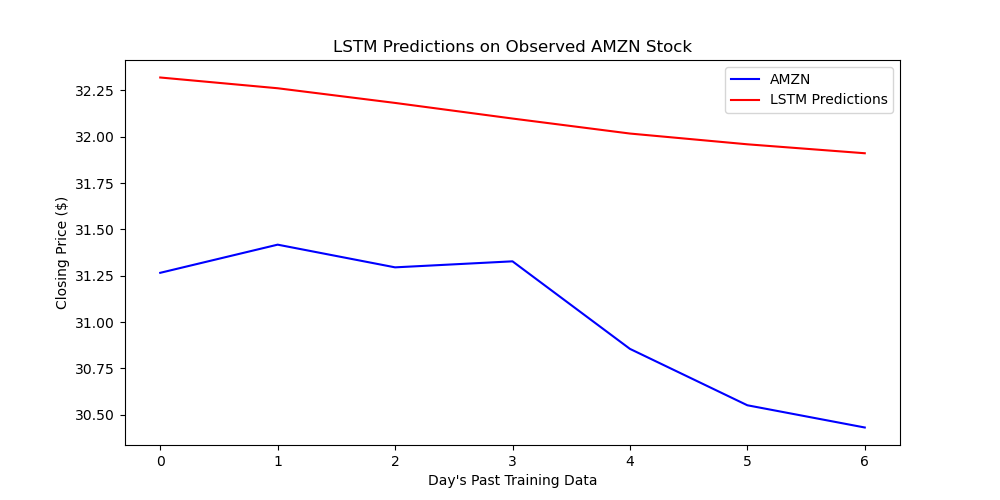 LSTM Predictions on Observed AMZN Stock
AMZN
LSTM Predictions
Closing Price ($)
32.25
32.00
31.75
31.50
31.25
31.00
30.75
30.50
0 1 2 3 4 5 6
Day's Past Training Data